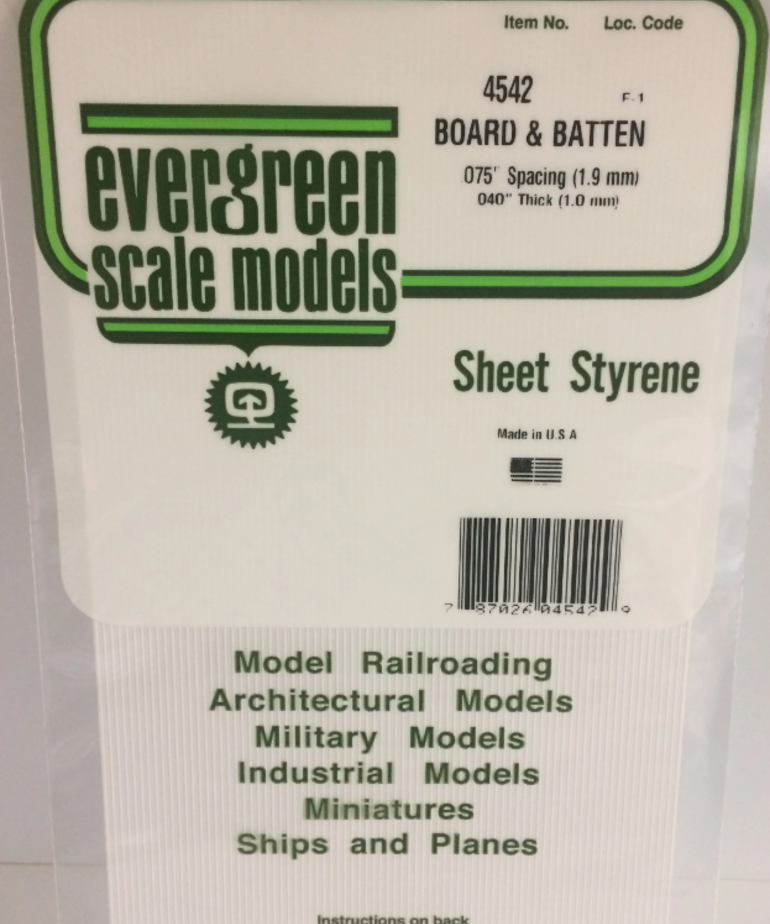 Item No. Loc. Code
4542 F-1
BOARD & BATTEN
.075" Spacing (1.9 mm)
.040" Thick (1.0 mm)
evergreen
scale models
Sheet Styrene
Made in U.S.A
7 87026 04542 9
Model Railroading
Architectural Models
Military Models
Industrial Models
Miniatures
Ships and Planes
Instructions on back